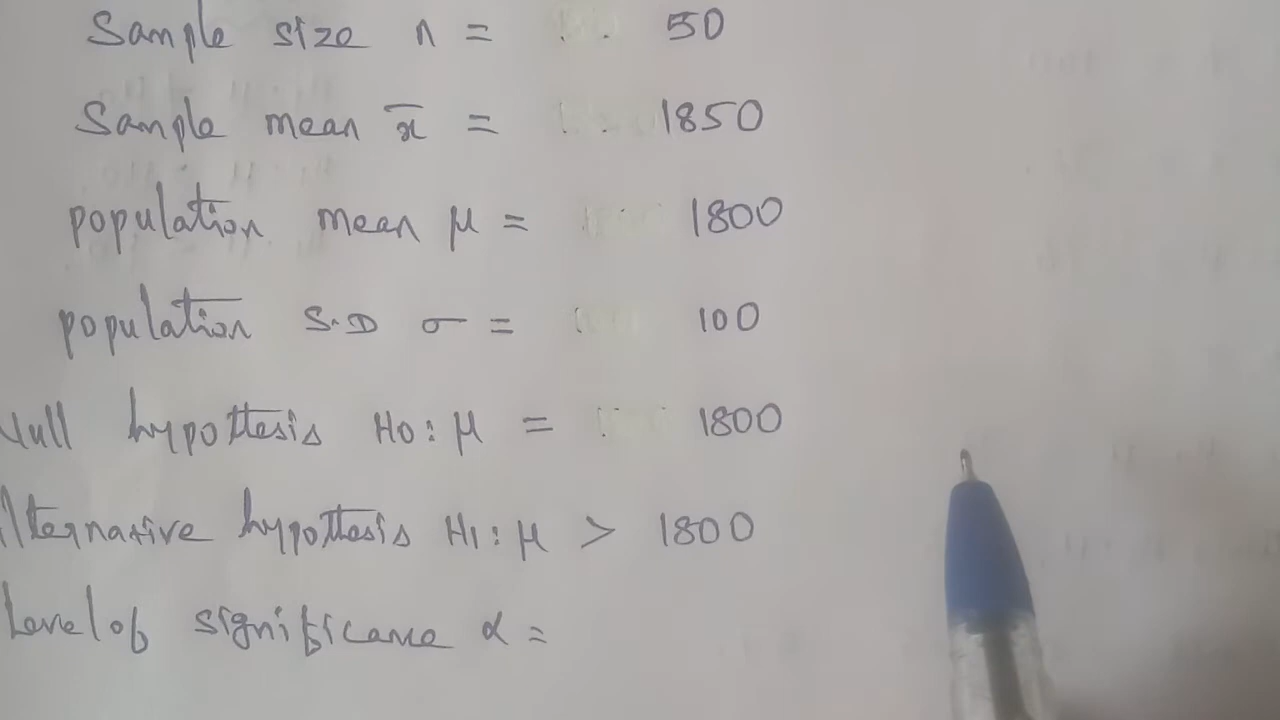 Sample size n = 50
Sample mean x̄ = 1850
population mean μ = 1800
population S.D σ = 100
Null hypothesis H0: μ = 1800
Alternative hypothesis H1: μ > 1800
Level of significance α =